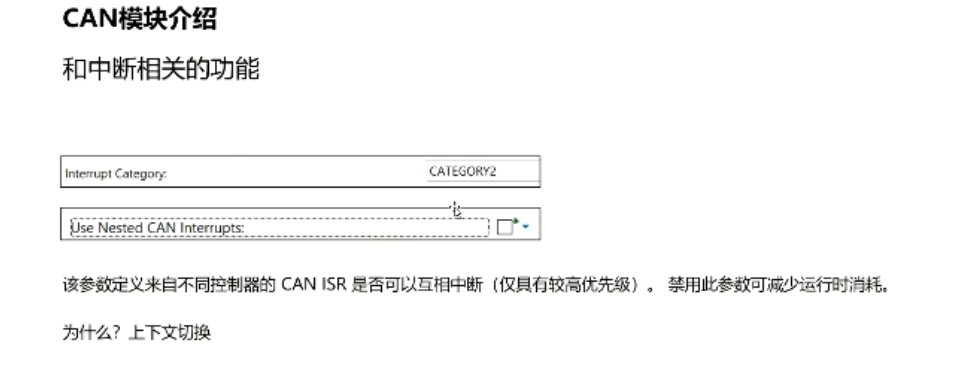 CAN模块介绍
和中断相关的功能
Interrupt Category: CATEGORY2
Use Nested CAN Interrupts:
该参数定义来自不同控制器的 CAN ISR 是否可以互相中断（仅具有较高优先级）。 禁用此参数可减少运行时消耗。
为什么？上下文切换